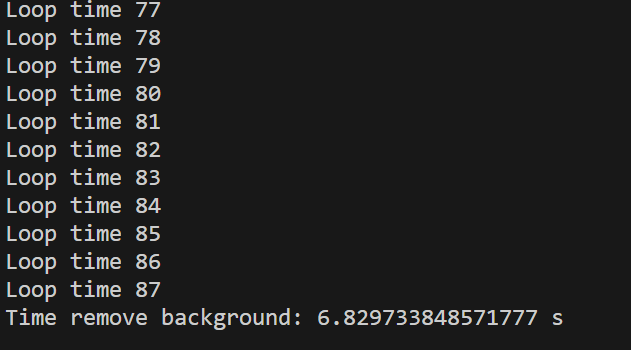 Loop time 77
Loop time 78
Loop time 79
Loop time 80
Loop time 81
Loop time 82
Loop time 83
Loop time 84
Loop time 85
Loop time 86
Loop time 87
Time remove background: 6.829733848571777 s